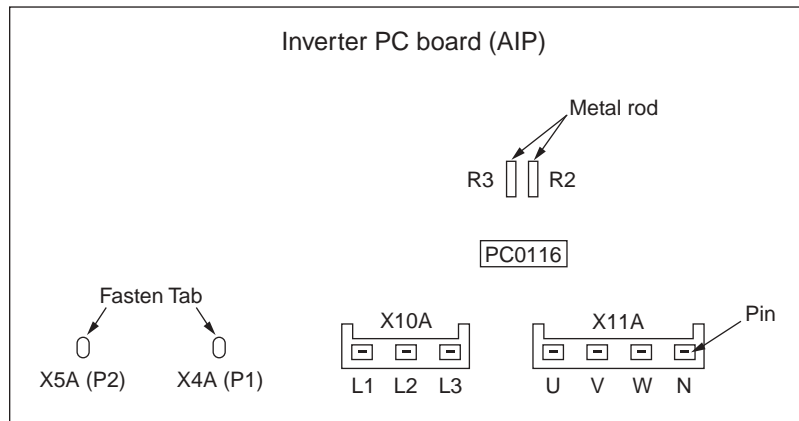 Inverter PC board (AIP)
Metal rod
R3 R2
PC0116
Fasten Tab
X10A X11A Pin
X5A (P2) X4A (P1) L1 L2 L3 U V W N